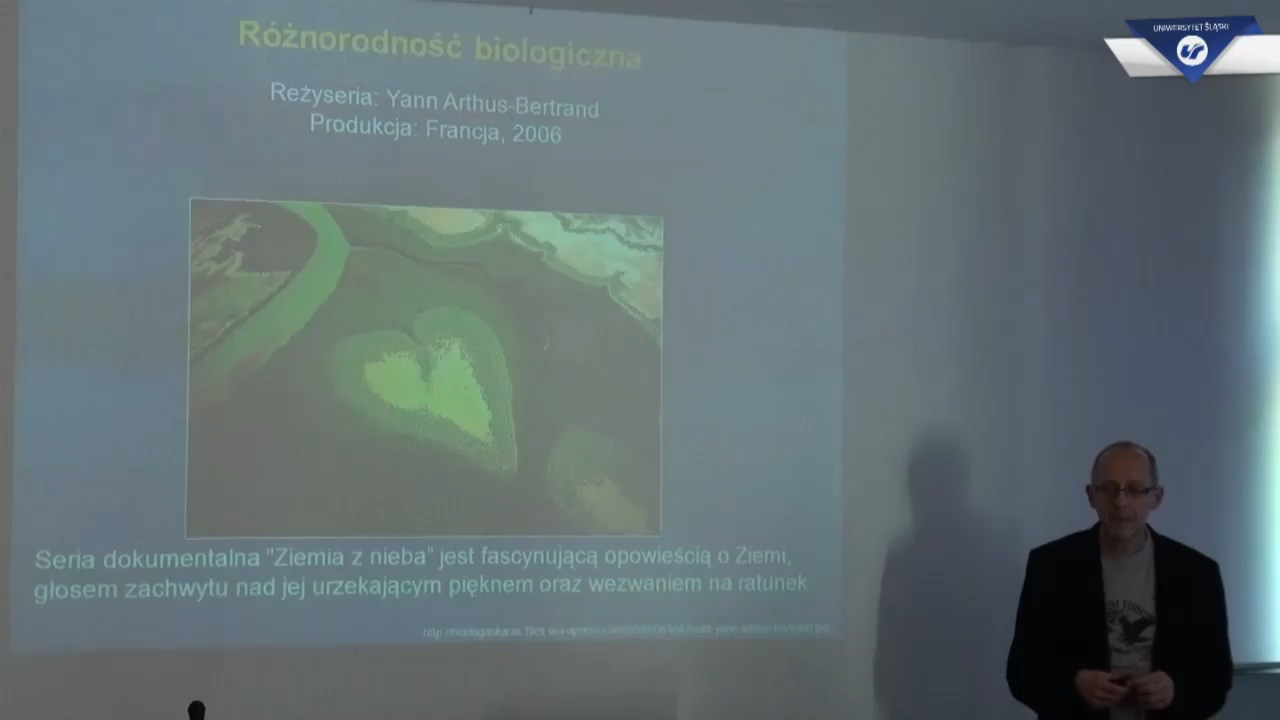 Różnorodność biologiczna
Reżyseria: Yann Arthus-Bertrand
Produkcja: Francja, 2006
Seria dokumentalna "Ziemia z nieba" jest fascynującą opowieścią o Ziemi,
głosem zachwytu nad jej urzekającym pięknem oraz wezwaniem na ratunek
UNIWERSYTET ŚLĄSKI